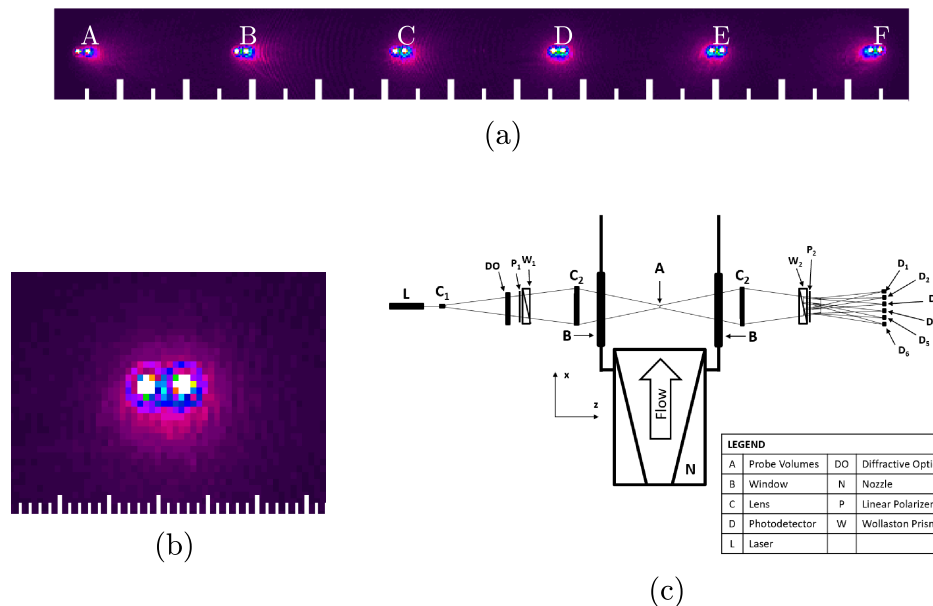 A B C D E F
(a)
(b)
L
C1
DO
P1
W1
C2
B
A
C2
B
W2
P2
D1
D2
D
D
D5
D6
x
z
Flow
N
LEGEND
A Probe Volumes DO Diffractive Opti
B Window N Nozzle
C Lens P Linear Polarizer
D Photodetector W Wollaston Prism
L Laser
(c)